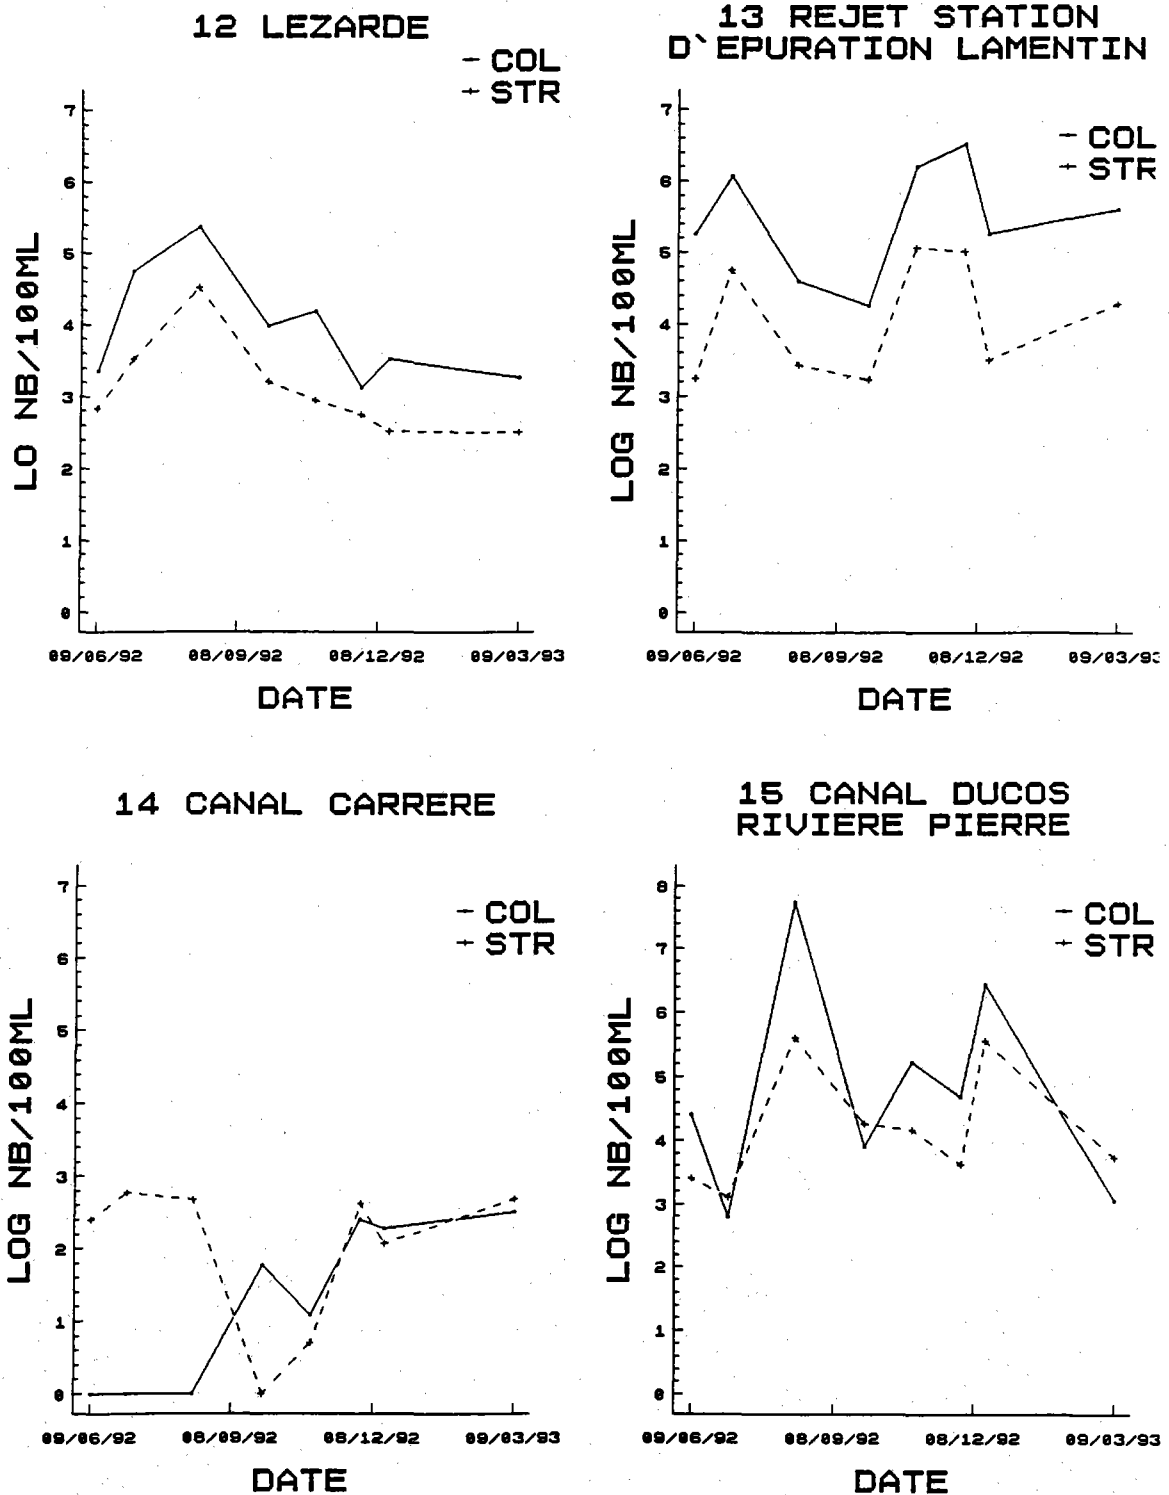 12 LEZARDE
- COL
+ STR
LO NB/100ML
7
6
5
4
3
2
1
0
09/06/92 08/09/92 08/12/92 09/03/93
DATE
13 REJET STATION
D`EPURATION LAMENTIN
- COL
+ STR
LOG NB/100ML
7
6
5
4
3
2
1
0
09/06/92 08/09/92 08/12/92 09/03/93
DATE
14 CANAL CARRERE
- COL
+ STR
LOG NB/100ML
7
6
5
4
3
2
1
0
09/06/92 08/09/92 08/12/92 09/03/93
DATE
15 CANAL DUCOS
RIVIERE PIERRE
- COL
+ STR
LOG NB/100ML
8
7
6
5
4
3
2
1
0
09/06/92 08/09/92 08/12/92 09/03/93
DATE